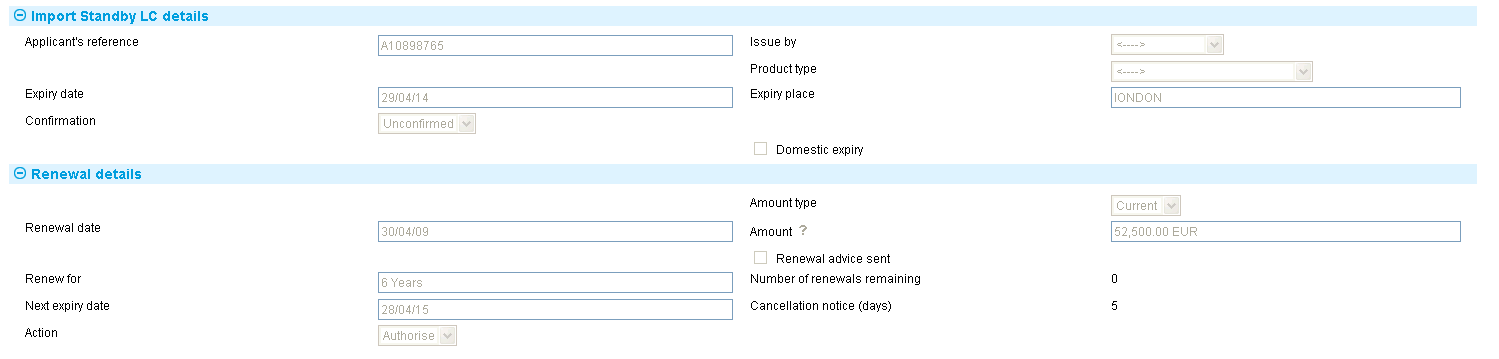 Import Standby LC details
Applicant's reference A10898765 Issue by <---->
Product type <---->
Expiry date 29/04/14 Expiry place lONDON
Confirmation Unconfirmed
Domestic expiry
Renewal details
Amount type Current
Renewal date 30/04/09 Amount ? 52,500.00 EUR
Renewal advice sent
Renew for 6 Years Number of renewals remaining 0
Next expiry date 28/04/15 Cancellation notice (days) 5
Action Authorise